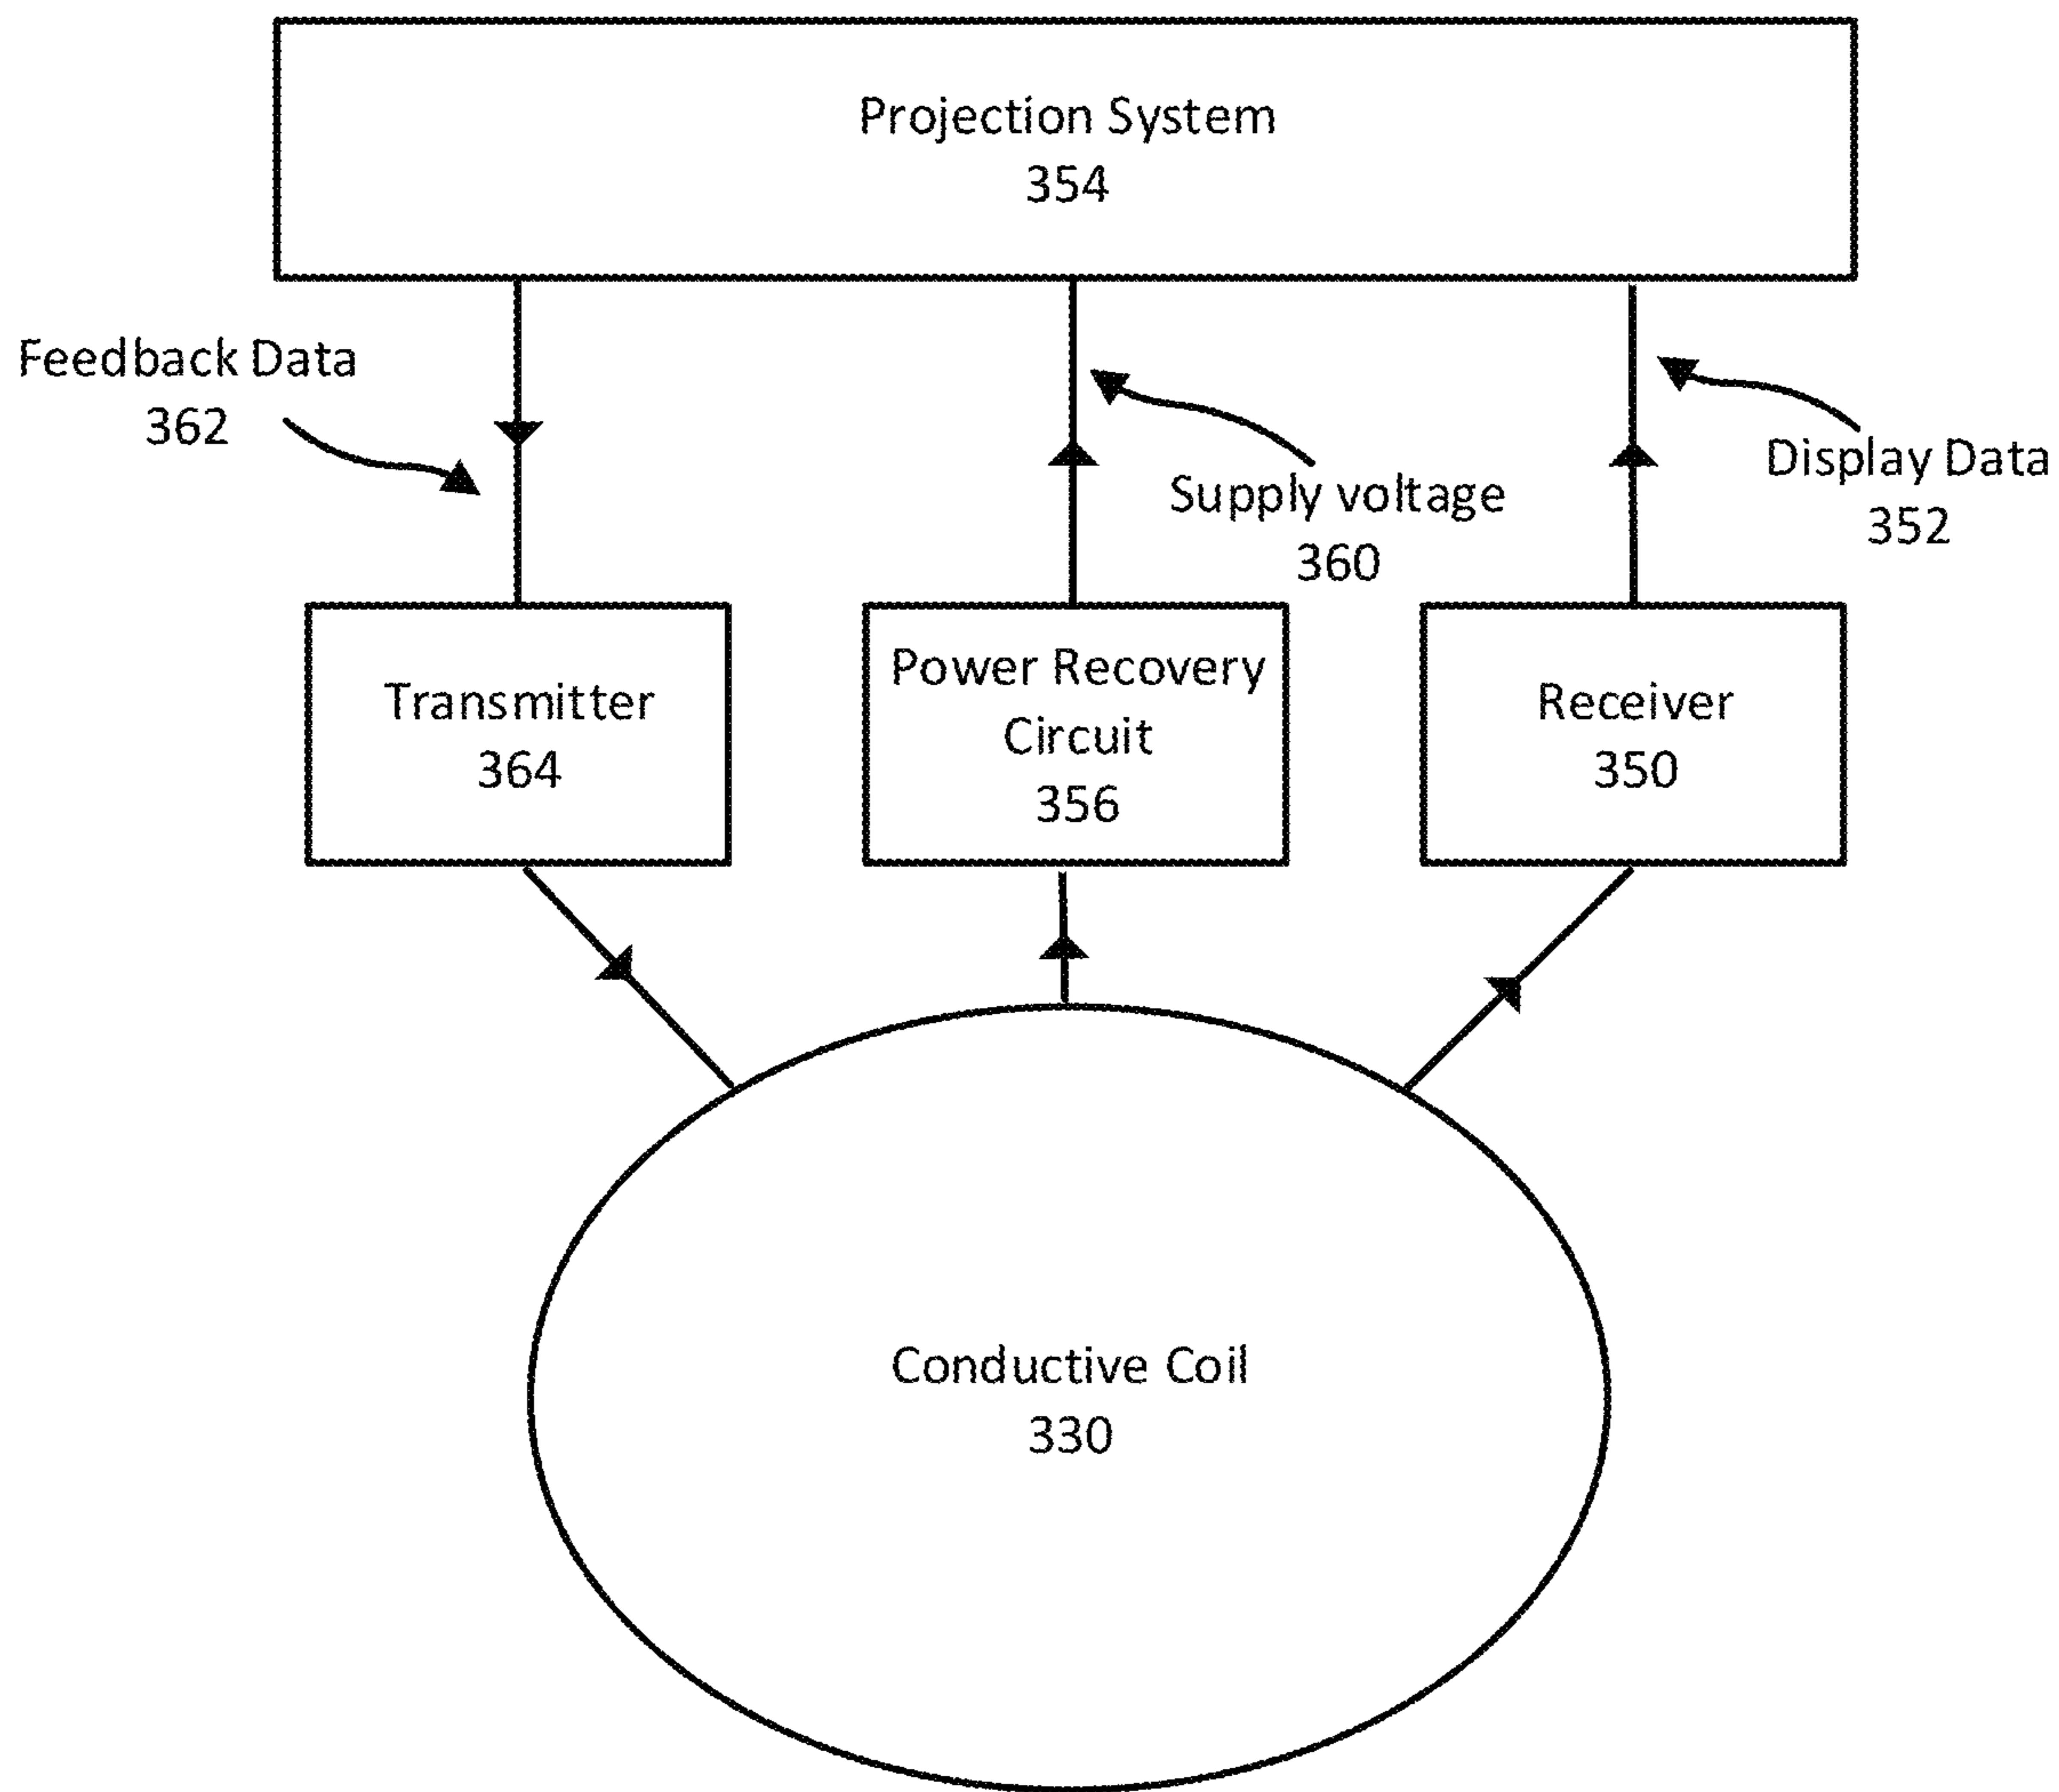 Projection System
354
Feedback Data
362
Supply voltage
360
Display Data
352
Transmitter
364
Power Recovery
Circuit
356
Receiver
350
Conductive Coil
330